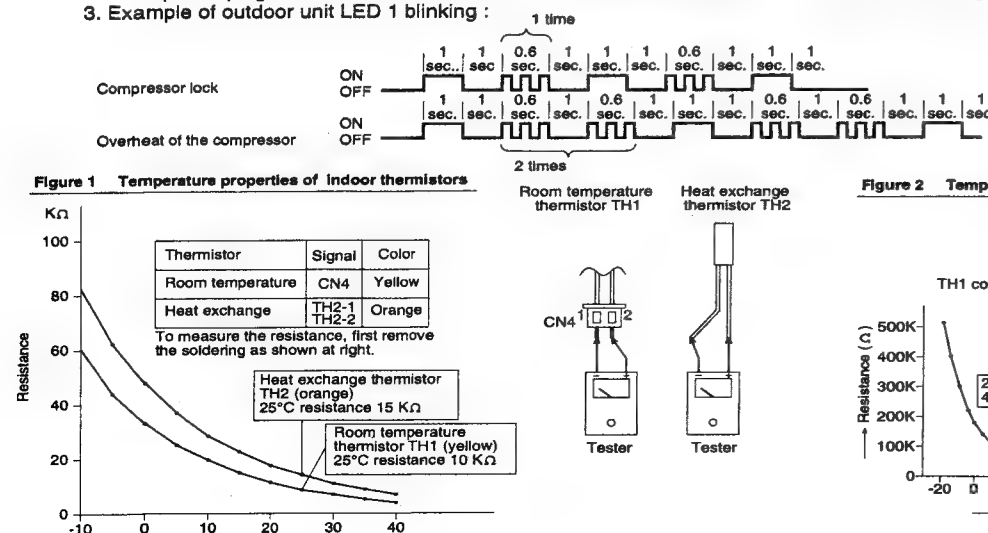 3. Example of outdoor unit LED 1 blinking :
1 time
1 1 0.6 1 1 1 0.6 1 1 1
sec.. sec sec. sec. sec. sec. sec. sec. sec. sec.
Compressor lock
ON
OFF
1 1 0.6 1 0.6 1 1 1 0.6 1 0.6 1 1 1
sec. sec. sec. sec. sec. sec. sec. sec. sec. sec. sec. sec. sec. sec
Overheat of the compressor
ON
OFF
2 times
Figure 1 Temperature properties of indoor thermistors
KΩ
100
80
60
40
20
0
-10 0 10 20 30 40
Resistance
Thermistor Signal Color
Room temperature CN4 Yellow
Heat exchange TH2-1 TH2-2 Orange
To measure the resistance, first remove
the soldering as shown at right.
Heat exchange thermistor
TH2 (orange)
25°C resistance 15 KΩ
Room temperature
thermistor TH1 (yellow)
25°C resistance 10 KΩ
Room temperature
thermistor TH1
CN4 1 2
Tester
Heat exchange
thermistor TH2
Tester
Figure 2 Temp
TH1 co
Resistance (Ω)
500K
400K
300K
200K
100K
0
-20 0
2
4